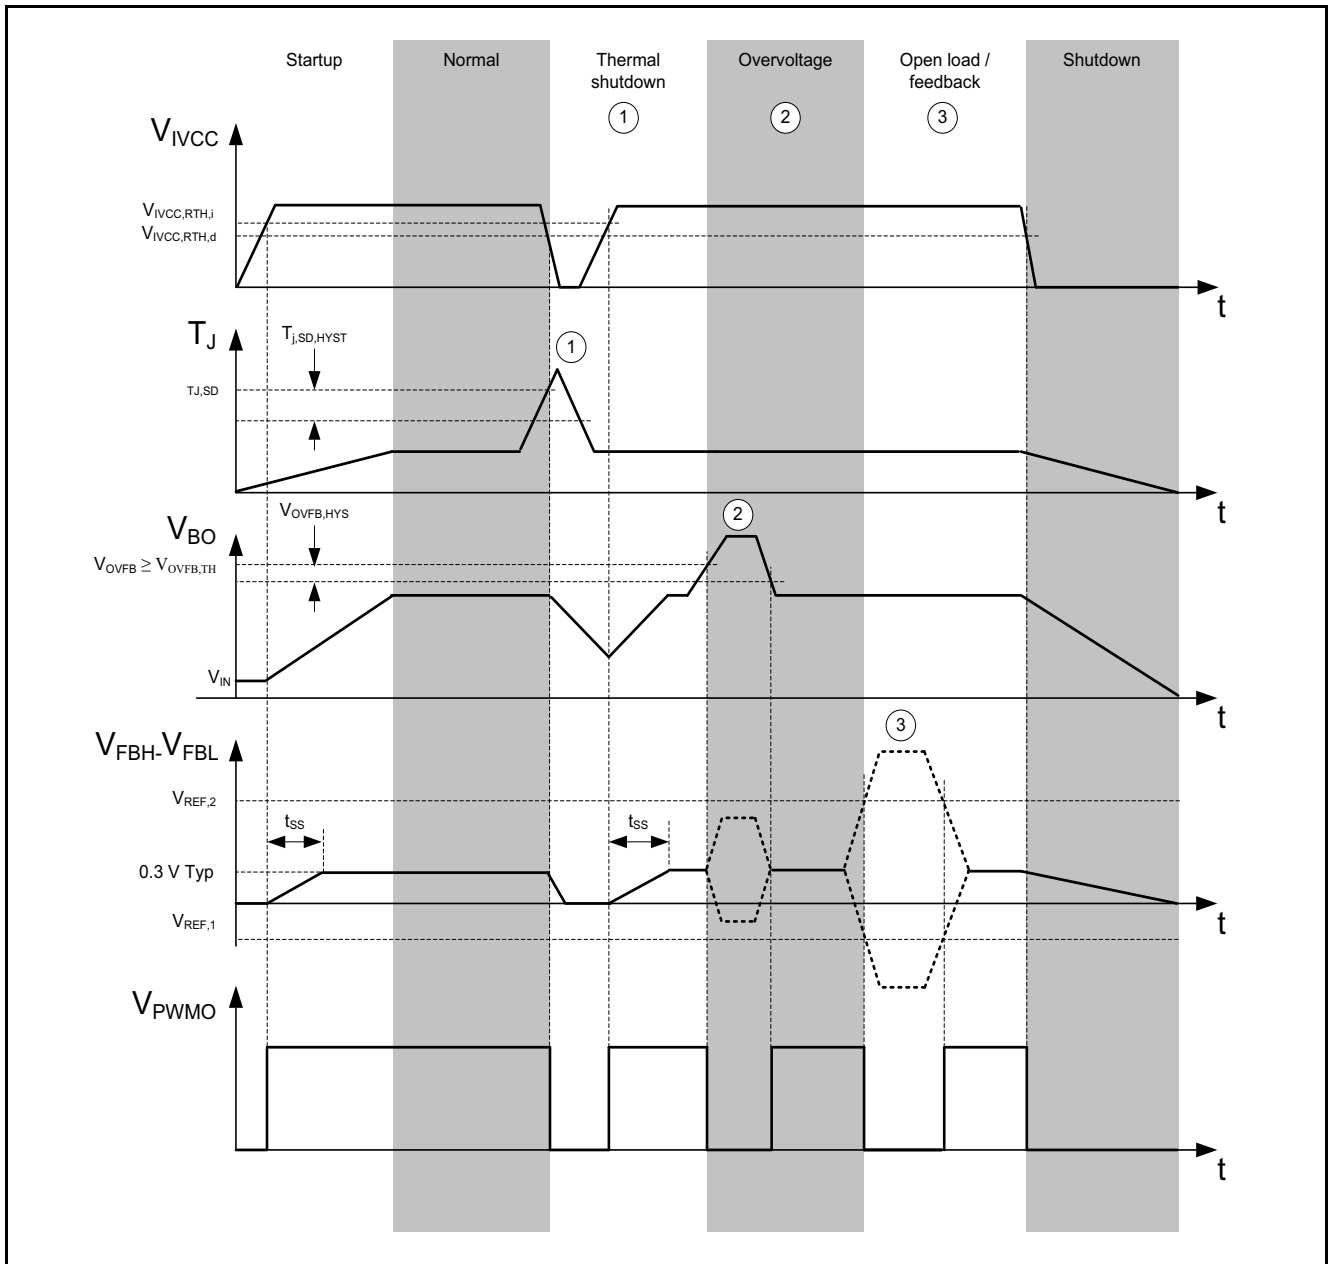 Startup
Normal
Thermal
shutdown
1
Overvoltage
2
Open load /
feedback
3
Shutdown
VIVCC
VIVCC,RTH,i
VIVCC,RTH,d
t
TJ
Tj,SD,HYST
1
TJ,SD
t
VBO
VOVFB,HYS
2
VOVFB ≥ VOVFB,TH
VIN
t
VFBH-VFBL
3
VREF,2
tSS
tSS
0.3 V Typ
VREF,1
t
VPWMO
t